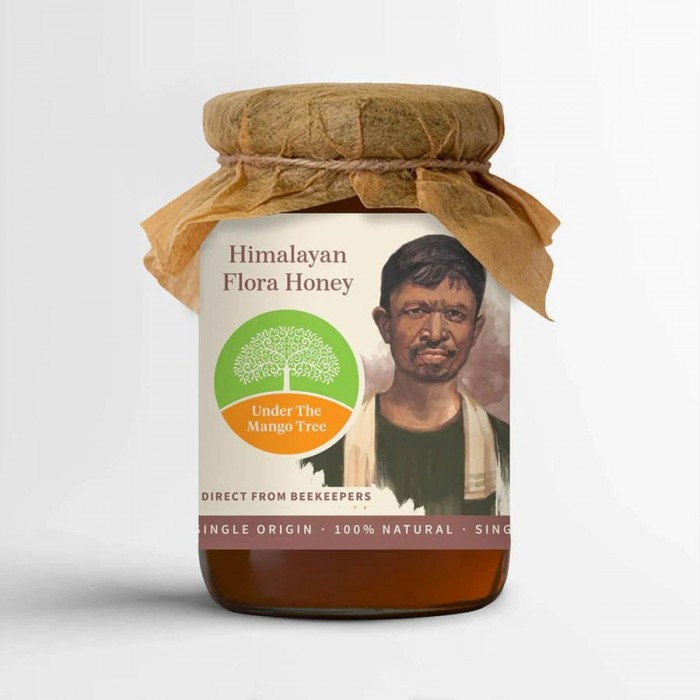 Himalayan
Flora Honey
Under The
Mango Tree
DIRECT FROM BEEKEEPERS
SINGLE ORIGIN · 100% NATURAL · SING